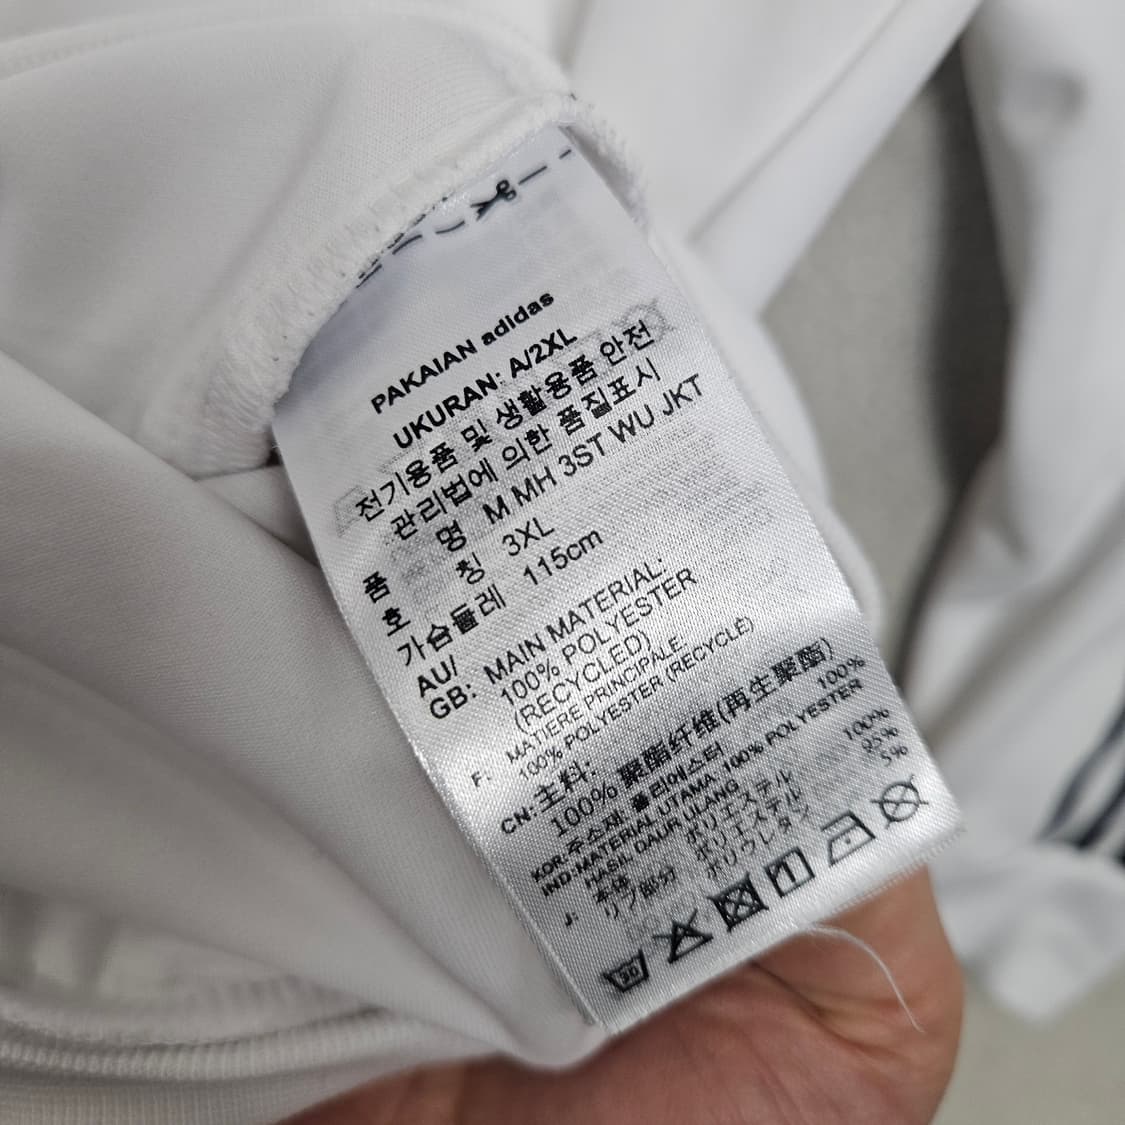 PAKAIAN adidas
UKURAN: A/2XL
전기용품 및 생활용품 안전
관리법에 의한 품질표시
품 명 M MH 3ST WU JKT
호 칭 3XL
가슴둘레 115cm
AU/
GB: MAIN MATERIAL:
100% POLYESTER
(RECYCLED)
F: MATIERE PRINCIPALE
100% POLYESTER (RECYCLÉ)
CN: 主料:
100% 聚酯纤维(再生聚酯)
KOR-주소재, 폴리에스터 100%
IND-MATERIAL UTAMA, 100% POLYESTER
HASIL DAUR ULANG
J: 本体 ポリエステル 100%
リブ部分 ポリエステル 95%
ポリウレタン 5%
30